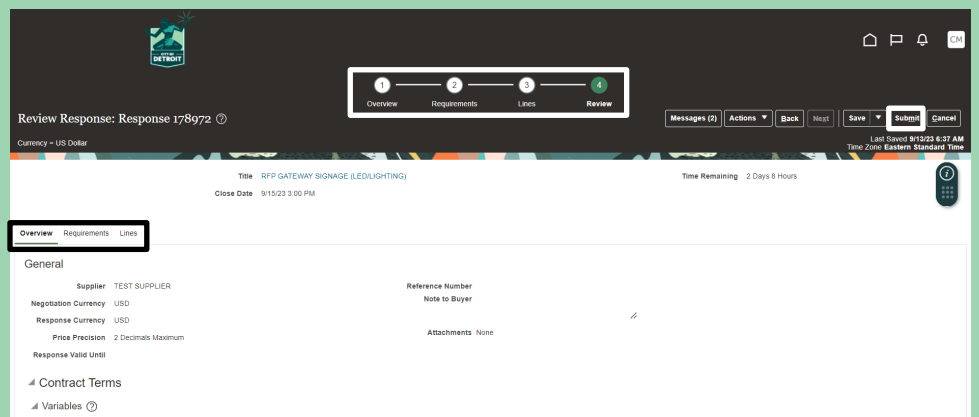 CITY OF
DETROIT
CM
1 2 3 4
Overview Requirements Lines Review
Review Response: Response 178972 ?
Messages (2) Actions Back Next Save Submit Cancel
Currency = US Dollar
Last Saved 9/13/23 6:37 AM
Time Zone Eastern Standard Time
Title RFP GATEWAY SIGNAGE (LED/LIGHTING)
Time Remaining 2 Days 8 Hours
Close Date 9/15/23 3:00 PM
i
Overview Requirements Lines
General
Supplier TEST SUPPLIER
Reference Number
Negotiation Currency USD
Note to Buyer
Response Currency USD
Price Precision 2 Decimals Maximum
Attachments None
Response Valid Until
Contract Terms
Variables ?